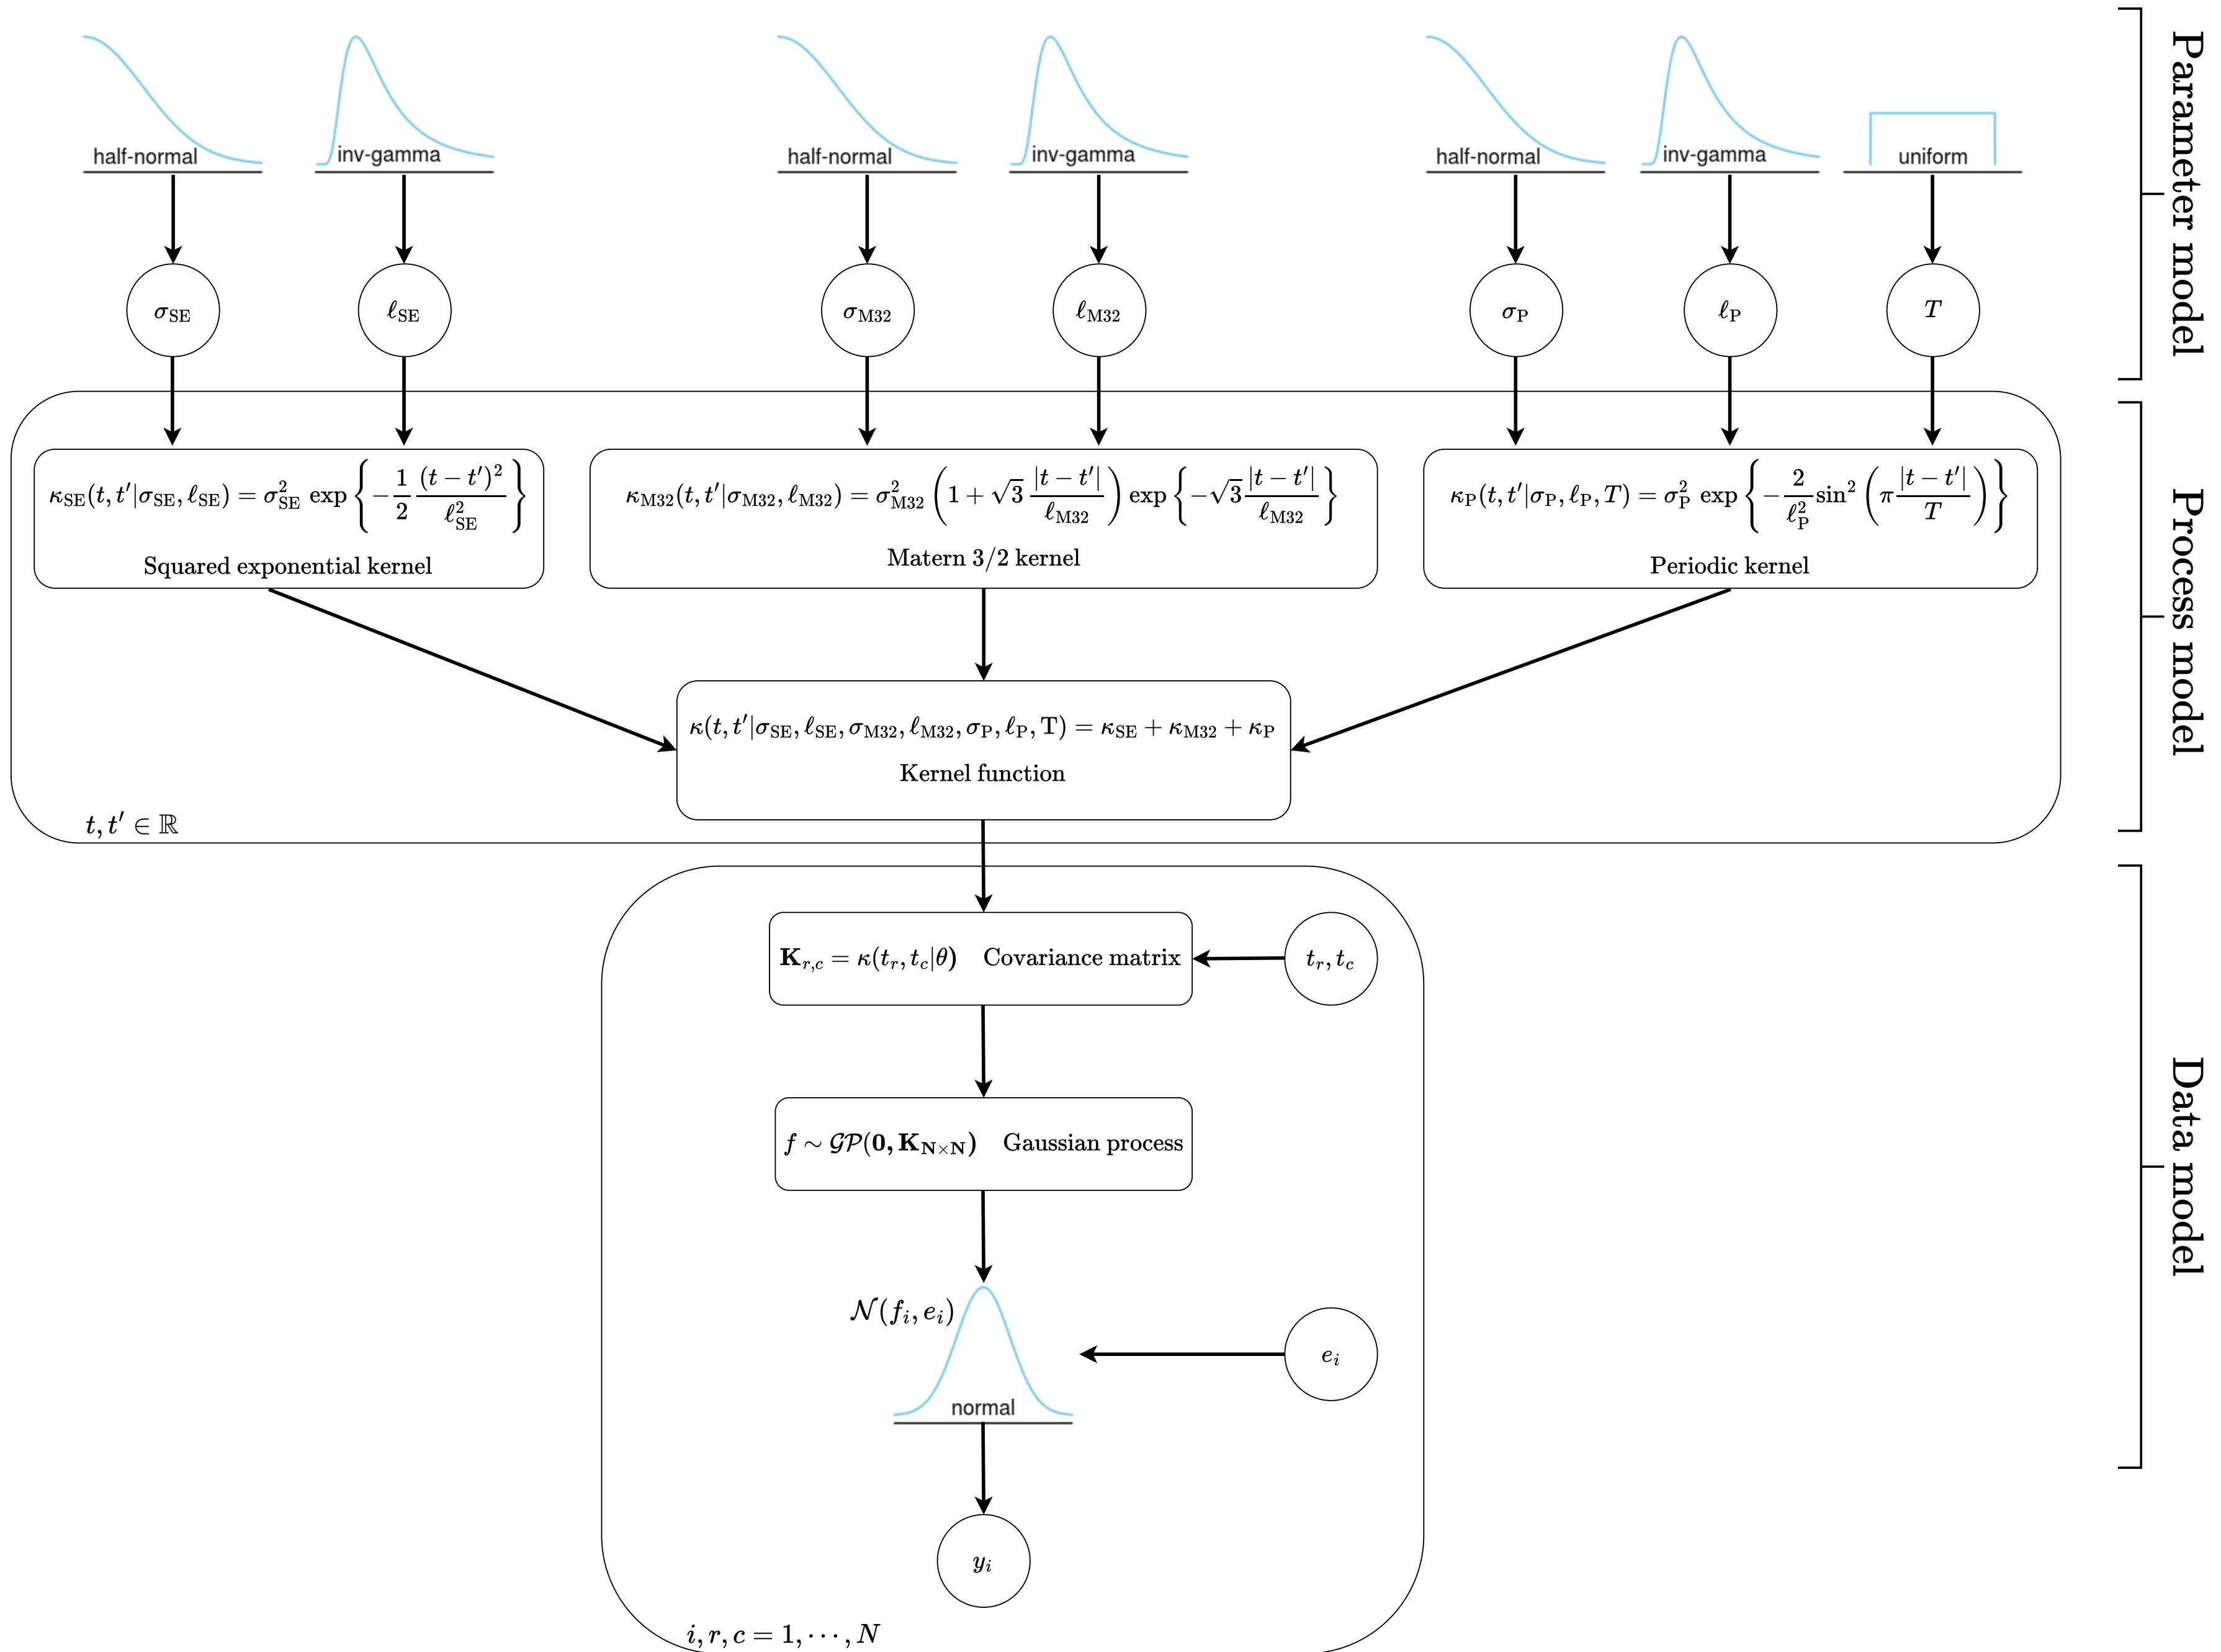 half-normal
inv-gamma
half-normal
inv-gamma
half-normal
inv-gamma
uniform
Parameter model
σ_SE
ℓ_SE
σ_M32
ℓ_M32
σ_P
ℓ_P
T
κ_SE(t, t′|σ_SE, ℓ_SE) = σ²_SE exp{−1/2 (t − t′)²/ℓ²_SE}
Squared exponential kernel
κ_M32(t, t′|σ_M32, ℓ_M32) = σ²_M32 (1 + √3 |t − t′|/ℓ_M32) exp{−√3 |t − t′|/ℓ_M32}
Matern 3/2 kernel
κ_P(t, t′|σ_P, ℓ_P, T) = σ²_P exp{−2/ℓ²_P sin²(π |t − t′|/T)}
Periodic kernel
Process model
κ(t, t′|σ_SE, ℓ_SE, σ_M32, ℓ_M32, σ_P, ℓ_P, T) = κ_SE + κ_M32 + κ_P
Kernel function
t, t′ ∈ ℝ
K_r,c = κ(t_r, t_c|θ) Covariance matrix
t_r, t_c
f ∼ 𝒢𝒫(0, K_N×N) Gaussian process
Data model
𝒩(f_i, e_i)
normal
e_i
y_i
i, r, c = 1, ⋯, N